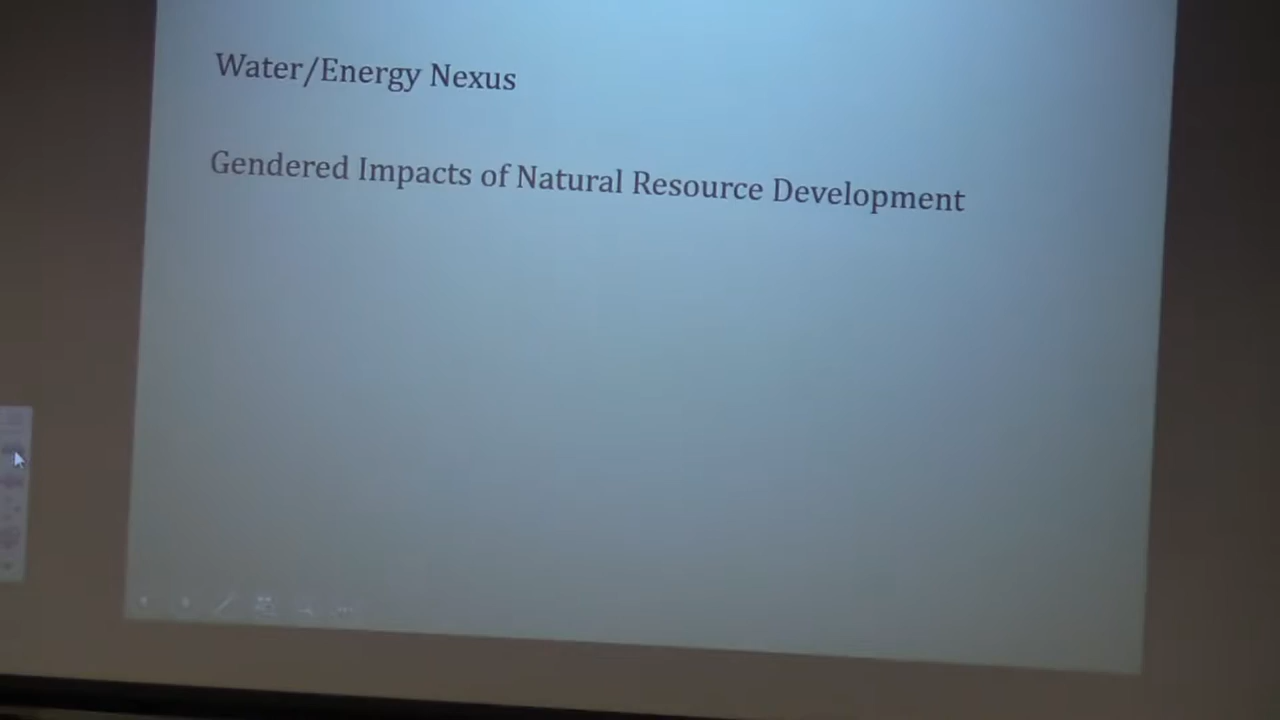 Water/Energy Nexus
Gendered Impacts of Natural Resource Development